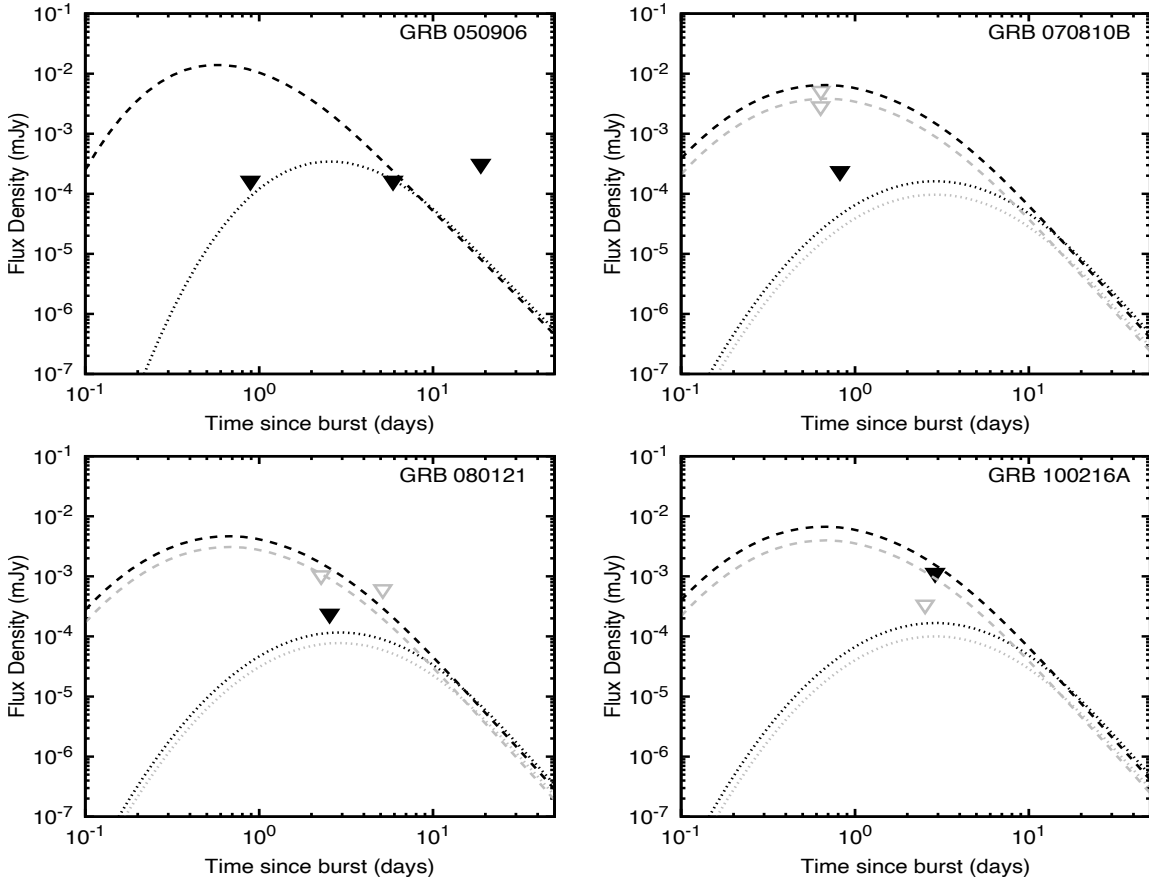 GRB 050906
10^-1
10^-2
10^-3
10^-4
10^-5
10^-6
10^-7
Flux Density (mJy)
10^-1 10^0 10^1
Time since burst (days)
GRB 070810B
10^-1
10^-2
10^-3
10^-4
10^-5
10^-6
10^-7
Flux Density (mJy)
10^-1 10^0 10^1
Time since burst (days)
GRB 080121
10^-1
10^-2
10^-3
10^-4
10^-5
10^-6
10^-7
Flux Density (mJy)
10^-1 10^0 10^1
Time since burst (days)
GRB 100216A
10^-1
10^-2
10^-3
10^-4
10^-5
10^-6
10^-7
Flux Density (mJy)
10^-1 10^0 10^1
Time since burst (days)